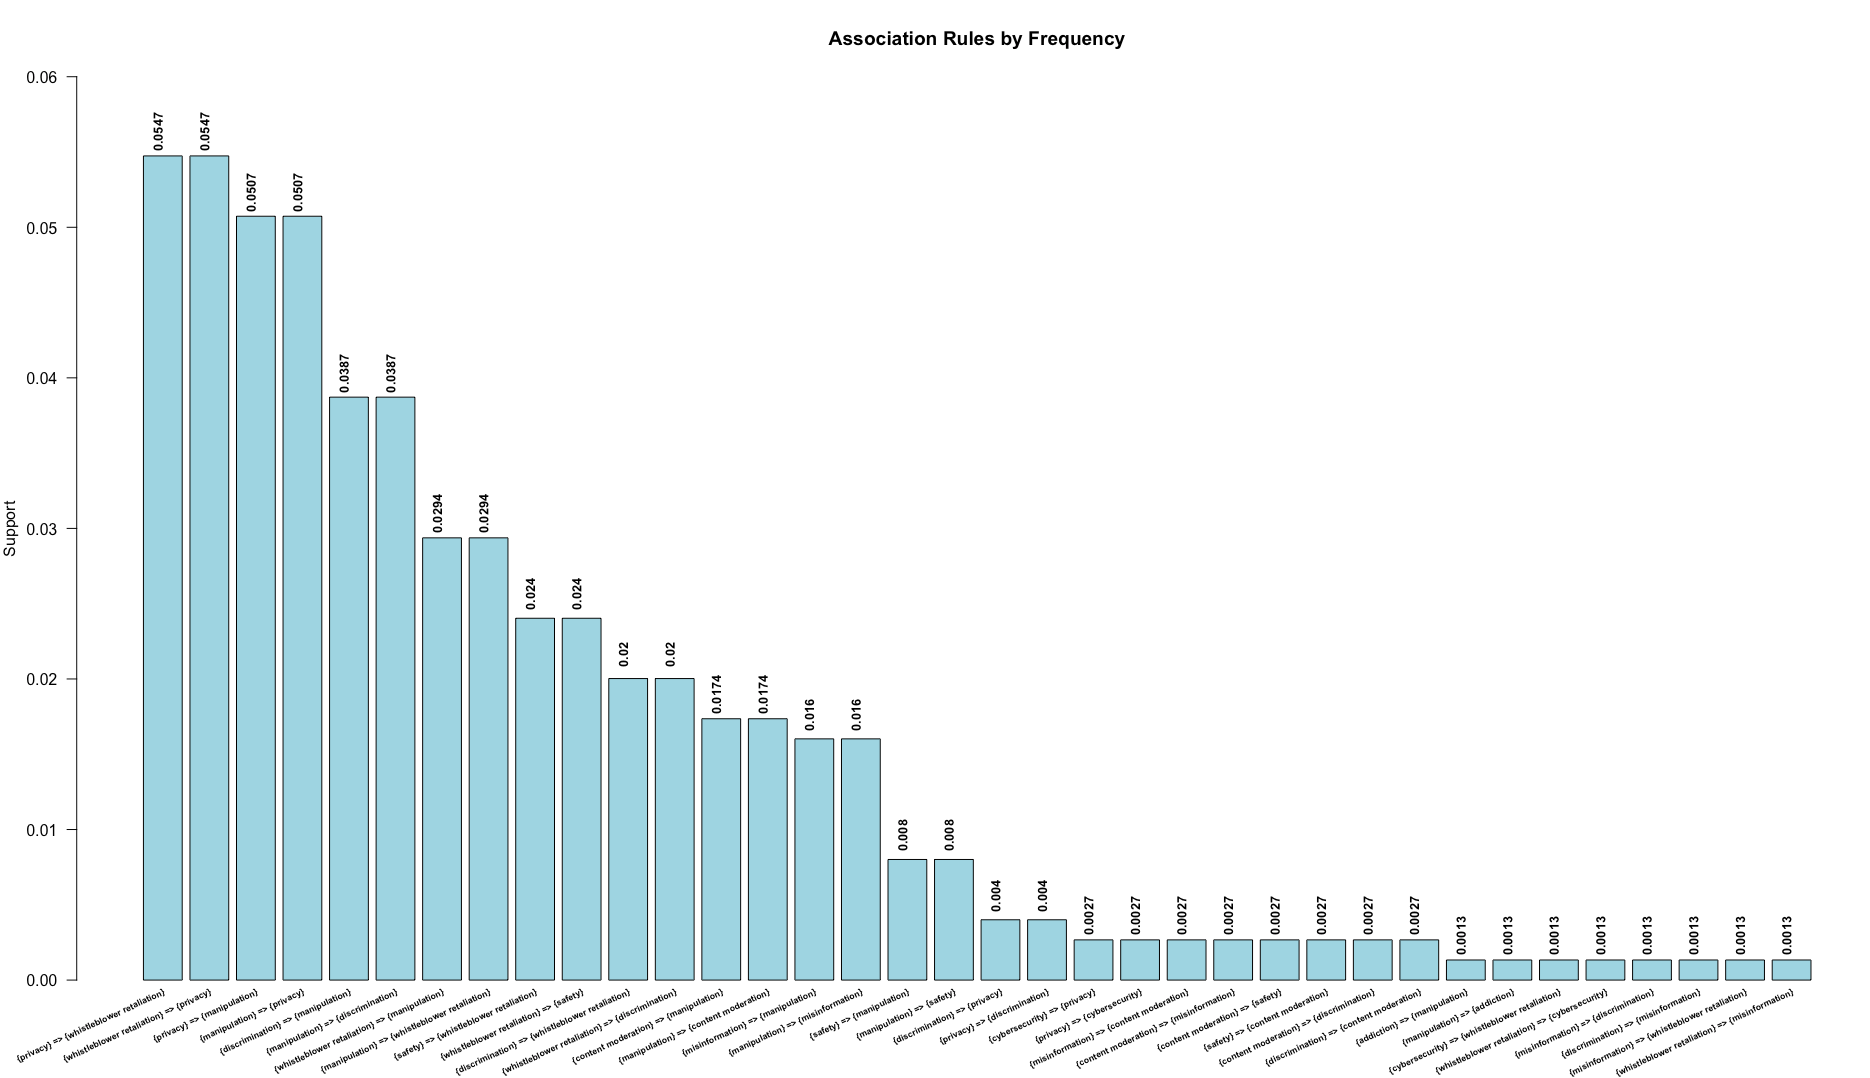 Association Rules by Frequency
Support
0.06
0.05
0.04
0.03
0.02
0.01
0.00
0.0547
0.0547
0.0507
0.0507
0.0387
0.0387
0.0294
0.0294
0.024
0.024
0.02
0.02
0.0174
0.0174
0.016
0.016
0.008
0.008
0.004
0.004
0.0027
0.0027
0.0027
0.0027
0.0027
0.0027
0.0027
0.0027
0.0013
0.0013
0.0013
0.0013
0.0013
0.0013
0.0013
0.0013
{privacy} => {whistleblower retaliation}
{whistleblower retaliation} => {privacy}
{privacy} => {manipulation}
{manipulation} => {privacy}
{discrimination} => {manipulation}
{manipulation} => {discrimination}
{whistleblower retaliation} => {manipulation}
{manipulation} => {whistleblower retaliation}
{safety} => {whistleblower retaliation}
{whistleblower retaliation} => {safety}
{discrimination} => {whistleblower retaliation}
{whistleblower retaliation} => {discrimination}
{content moderation} => {manipulation}
{manipulation} => {content moderation}
{misinformation} => {manipulation}
{manipulation} => {misinformation}
{safety} => {manipulation}
{manipulation} => {safety}
{discrimination} => {privacy}
{privacy} => {discrimination}
{cybersecurity} => {privacy}
{privacy} => {cybersecurity}
{misinformation} => {content moderation}
{content moderation} => {misinformation}
{content moderation} => {safety}
{safety} => {content moderation}
{content moderation} => {discrimination}
{discrimination} => {content moderation}
{addiction} => {manipulation}
{manipulation} => {addiction}
{cybersecurity} => {whistleblower retaliation}
{whistleblower retaliation} => {cybersecurity}
{misinformation} => {discrimination}
{discrimination} => {misinformation}
{misinformation} => {whistleblower retaliation}
{whistleblower retaliation} => {misinformation}